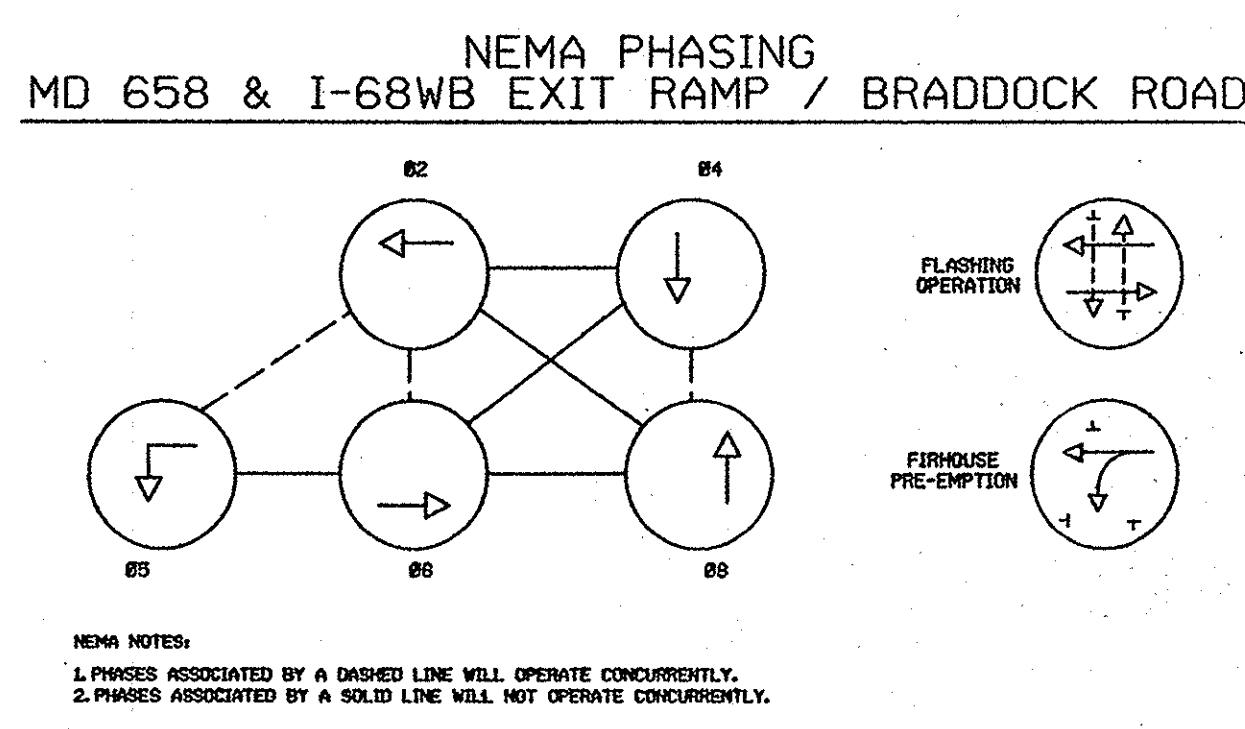 NEMA PHASING
MD 658 & I-68WB EXIT RAMP / BRADDOCK ROAD
Ø2
Ø4
FLASHING
OPERATION
FIRHOUSE
PRE-EMPTION
Ø5
Ø6
Ø8
NEMA NOTES:
1. PHASES ASSOCIATED BY A DASHED LINE WILL OPERATE CONCURRENTLY.
2. PHASES ASSOCIATED BY A SOLID LINE WILL NOT OPERATE CONCURRENTLY.